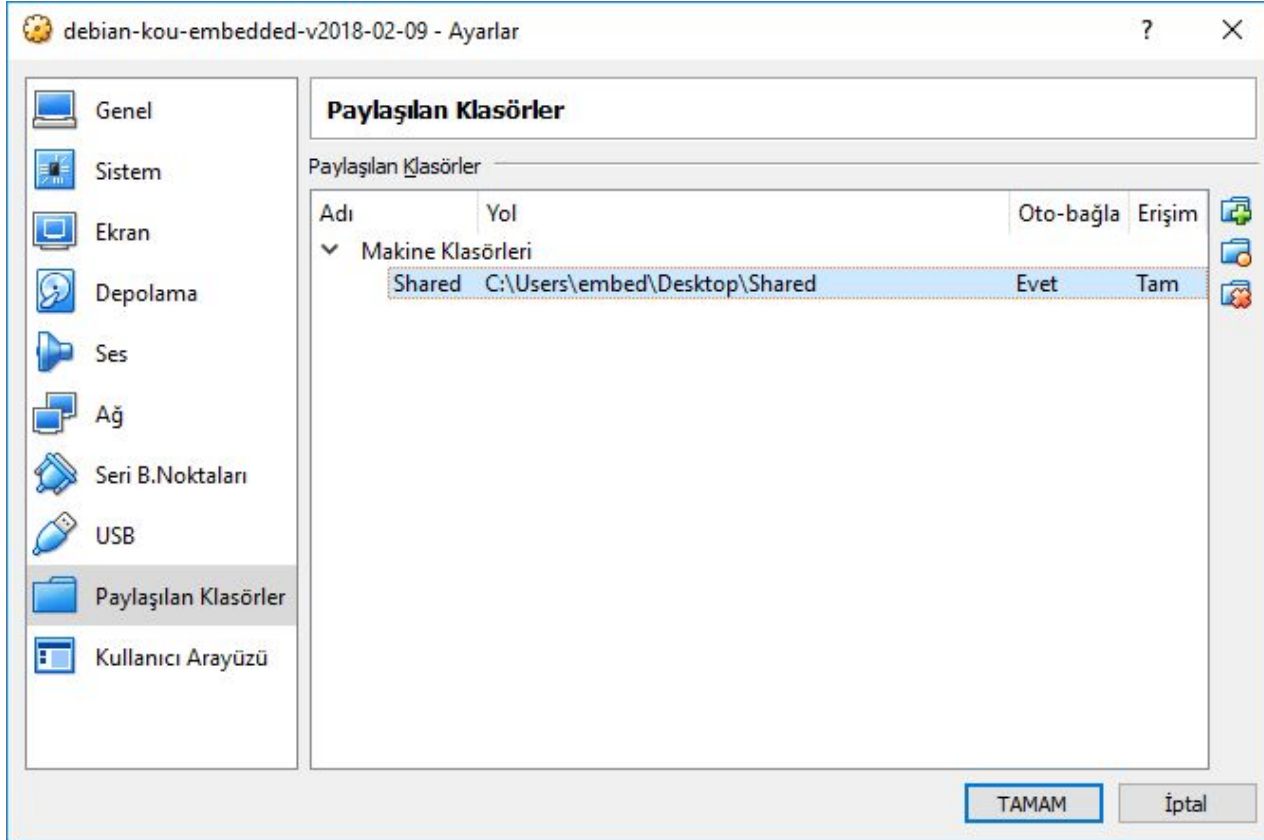 debian-kou-embedded-v2018-02-09 - Ayarlar ?
Genel
Sistem
Ekran
Depolama
Ses
Ağ
Seri B.Noktaları
USB
Paylaşılan Klasörler
Kullanıcı Arayüzü
Paylaşılan Klasörler
Paylaşılan Klasörler
Adı Yol Oto-bağla Erişim
Makine Klasörleri
Shared C:\Users\embed\Desktop\Shared Evet Tam
TAMAM İptal